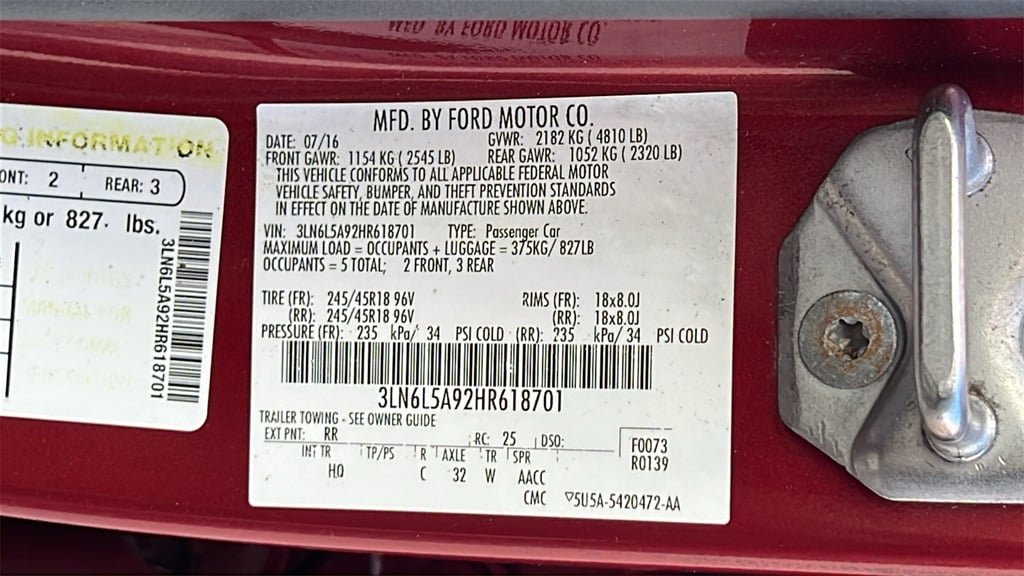 MFD. BY FORD MOTOR CO.
G INFORMATION
ONT: 2 REAR: 3
kg or 827. lbs.
3LN6L5A92HR618701
MFD. BY FORD MOTOR CO.
DATE: 07/16 GVWR: 2182 KG ( 4810 LB)
FRONT GAWR: 1154 KG ( 2545 LB) REAR GAWR: 1052 KG ( 2320 LB)
THIS VEHICLE CONFORMS TO ALL APPLICABLE FEDERAL MOTOR
VEHICLE SAFETY, BUMPER, AND THEFT PREVENTION STANDARDS
IN EFFECT ON THE DATE OF MANUFACTURE SHOWN ABOVE.
VIN: 3LN6L5A92HR618701 TYPE: Passenger Car
MAXIMUM LOAD = OCCUPANTS + LUGGAGE = 375KG/ 827LB
OCCUPANTS = 5 TOTAL; 2 FRONT, 3 REAR
TIRE (FR): 245/45R18 96V RIMS (FR): 18x8.0J
(RR): 245/45R18 96V (RR): 18x8.0J
PRESSURE (FR): 235 kPa/ 34 PSI COLD (RR): 235 kPa/ 34 PSI COLD
3LN6L5A92HR618701
TRAILER TOWING - SEE OWNER GUIDE
EXT PNT: RR RC: 25 DSO: F0073
INT TR TP/PS R AXLE TR SPR R0139
HQ C 32 W AACC
CMC ▽5U5A-5420472-AA